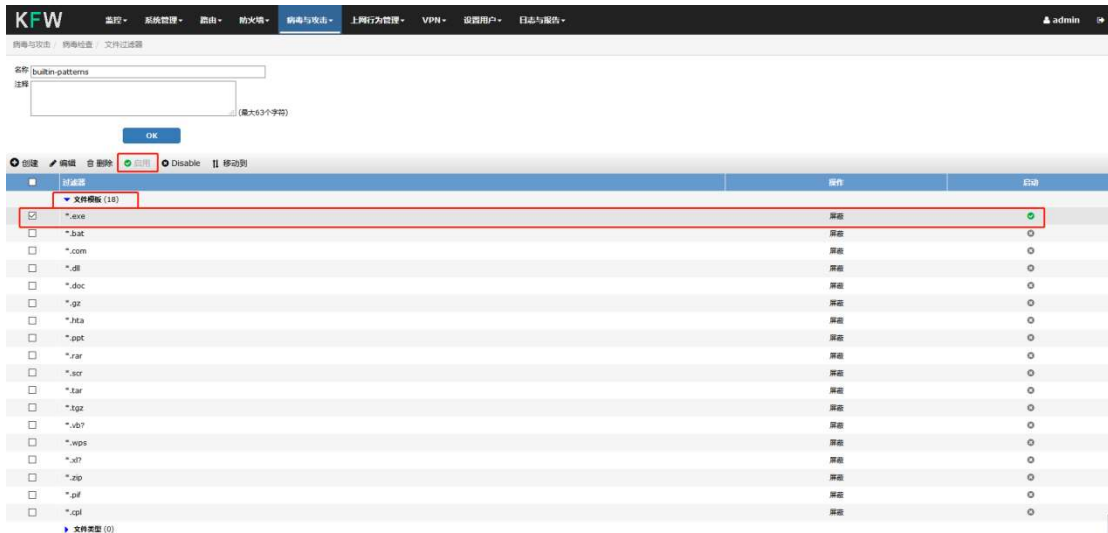 KFW 监控 系统管理 路由 防火墙 病毒与攻击 上网行为管理 VPN 设置用户 日志与报告 admin
病毒与攻击 / 病毒检查 / 文件过滤器
名称 builtin-patterns
注释
(最大63个字符)
OK
创建 编辑 删除 启用 Disable 移动到
过滤器 操作 启动
文件模板 (18)
*.exe 屏蔽
*.bat 屏蔽
*.com 屏蔽
*.dll 屏蔽
*.doc 屏蔽
*.gz 屏蔽
*.hta 屏蔽
*.ppt 屏蔽
*.rar 屏蔽
*.scr 屏蔽
*.tar 屏蔽
*.tgz 屏蔽
*.vb? 屏蔽
*.wps 屏蔽
*.xl? 屏蔽
*.zip 屏蔽
*.pif 屏蔽
*.cpl 屏蔽
文件类型 (0)